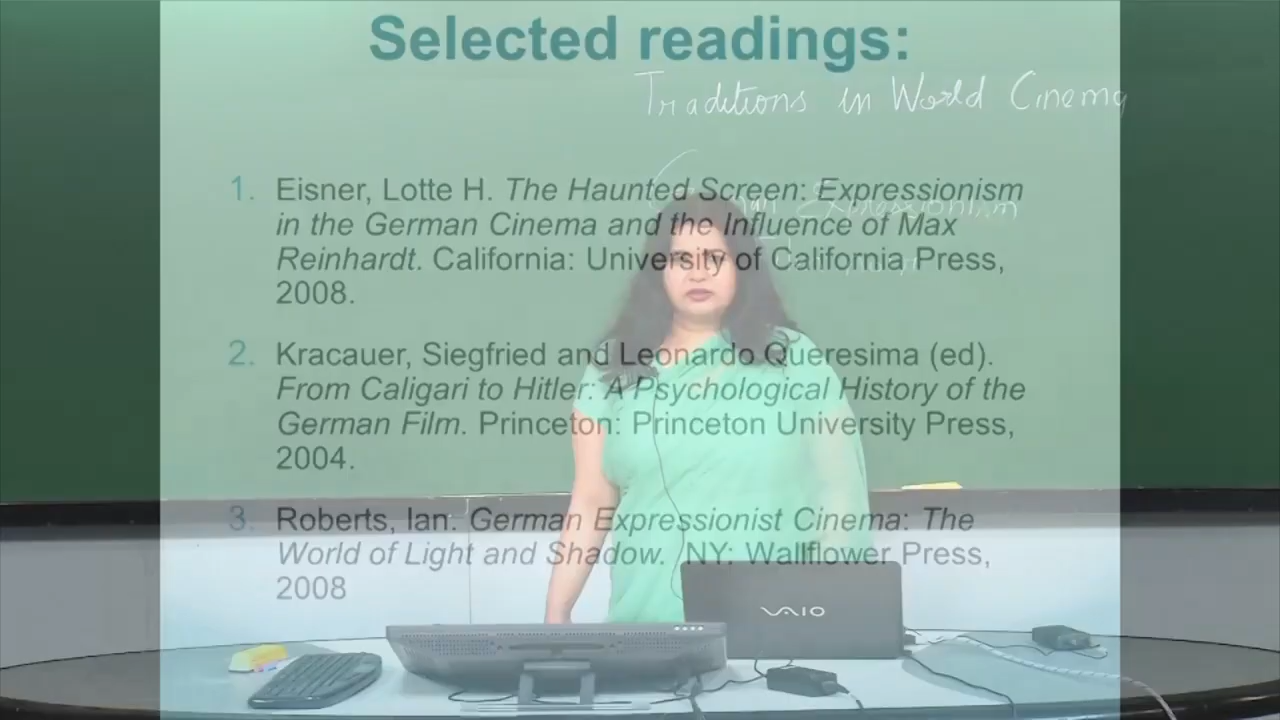 Selected readings:
Traditions in World Cinema
German Expressionism
1. Eisner, Lotte H. The Haunted Screen: Expressionism
in the German Cinema and the Influence of Max
Reinhardt. California: University of California Press,
2008.
2. Kracauer, Siegfried and Leonardo Queresima (ed).
From Caligari to Hitler: A Psychological History of the
German Film. Princeton: Princeton University Press,
2004.
3. Roberts, Ian. German Expressionist Cinema: The
World of Light and Shadow. NY: Wallflower Press,
2008
VAIO